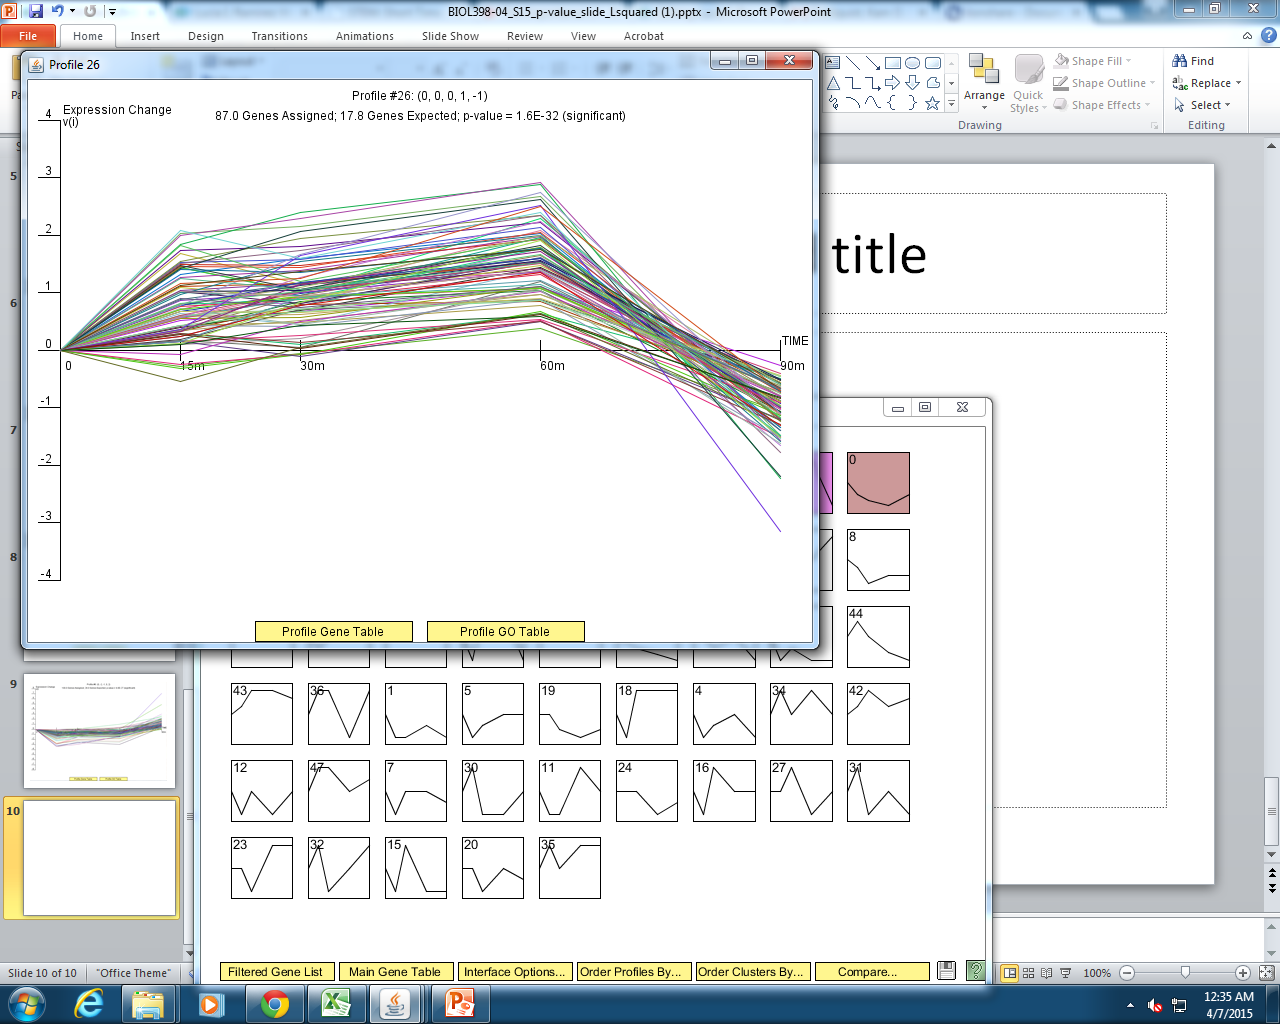 BIOL398-04_S15_p-value_slide_Lsquared (1).pptx - Microsoft PowerPoint
File Home Insert Design Transitions Animations Slide Show Review View Acrobat
Profile 26
Shape Fill
Shape Outline
Shape Effects
Arrange
Quick
Styles
Find
Replace
Select
Drawing
Editing
Profile #26: (0, 0, 0, 1, -1)
87.0 Genes Assigned; 17.8 Genes Expected; p-value = 1.6E-32 (significant)
Expression Change
v(i)
4
3
2
1
0
-1
-2
-3
-4
TIME
0 15m 30m 60m 90m
Profile Gene Table Profile GO Table
title
5
6
7
8
9
10
0
8
44
43 36 1 5 19 18 4 34 42
12 47 7 30 11 24 16 27 31
23 32 15 20 35
Filtered Gene List Main Gene Table Interface Options... Order Profiles By... Order Clusters By... Compare...
Slide 10 of 10 "Office Theme" 100%
12:35 AM
4/7/2015